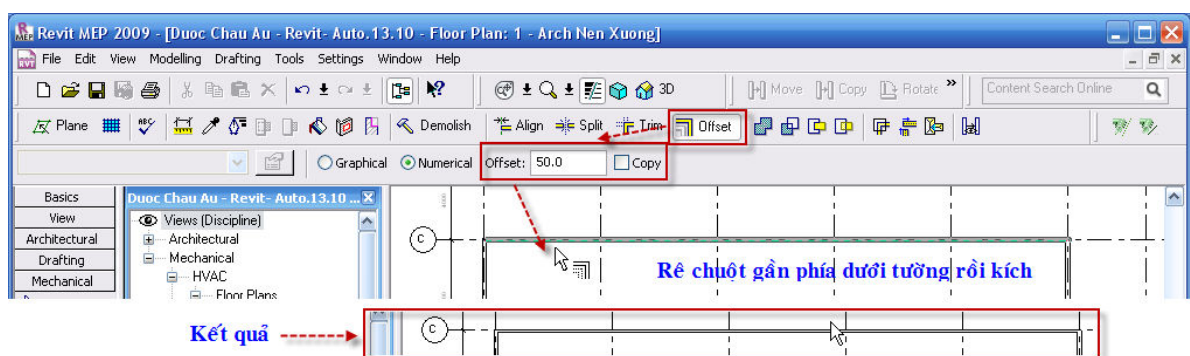 Revit MEP 2009 - [Duoc Chau Au - Revit- Auto.13.10 - Floor Plan: 1 - Arch Nen Xuong]
File Edit View Modelling Drafting Tools Settings Window Help
3D Move Copy Rotate » Content Search Online
Plane Demolish Align Split Trim Offset
Graphical Numerical Offset: 50.0 Copy
Basics
View
Architectural
Drafting
Mechanical
Duoc Chau Au - Revit- Auto.13.10 ...
Views (Discipline)
Architectural
Mechanical
HVAC
Floor Plans
C
Rê chuột gần phía dưới tường rồi kích
Kết quả
C